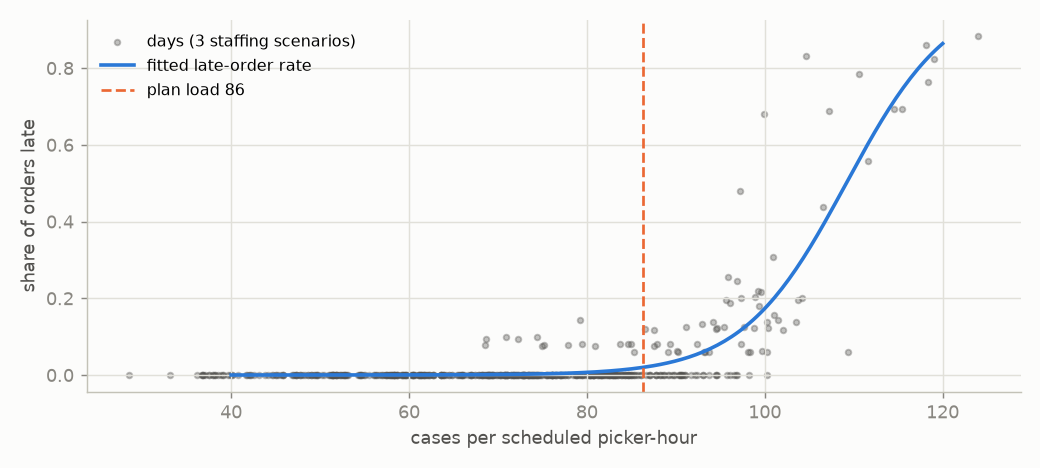 days (3 staffing scenarios)
fitted late-order rate
plan load 86
share of orders late
0.8
0.6
0.4
0.2
0.0
40 60 80 100 120
cases per scheduled picker-hour